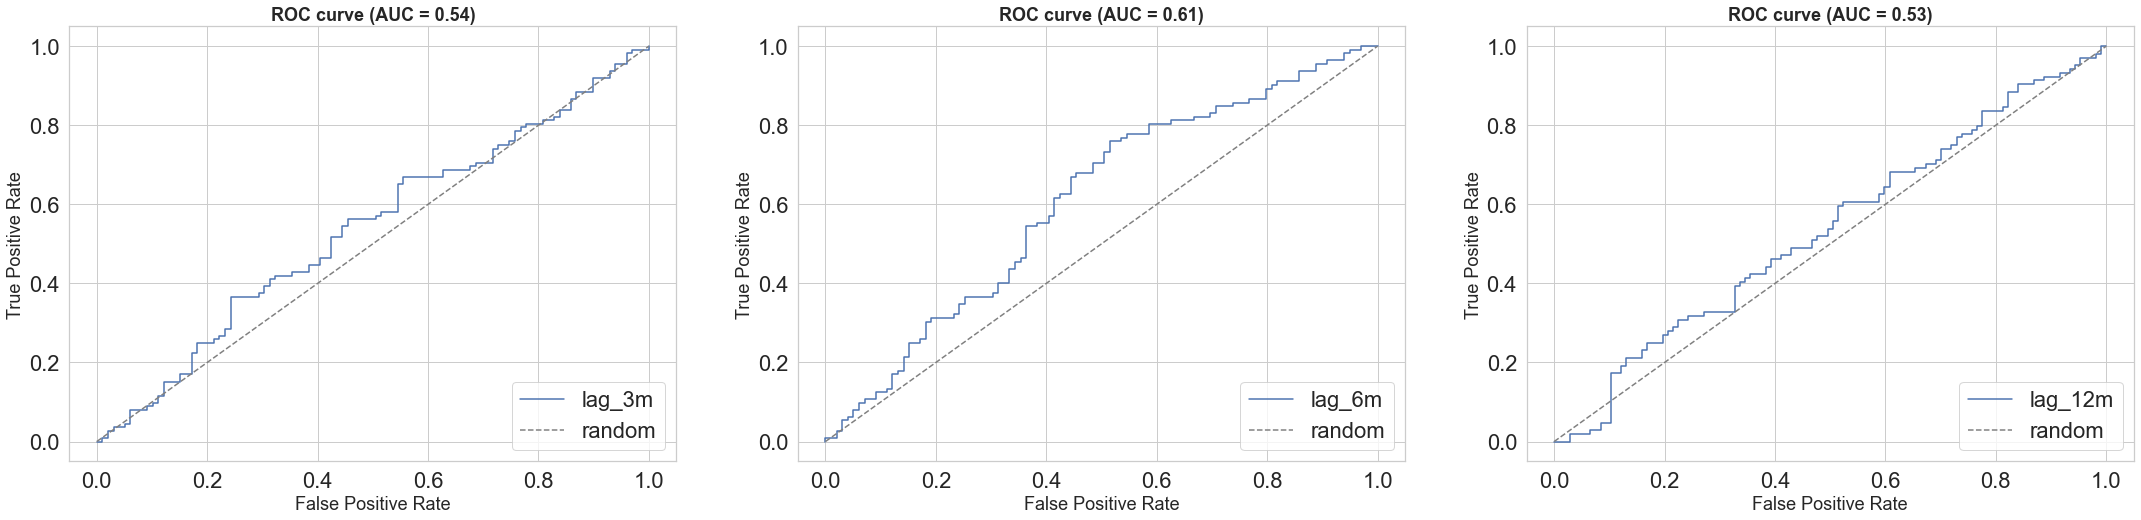 ROC curve (AUC = 0.54)
True Positive Rate
1.0
0.8
0.6
0.4
0.2
0.0
lag_3m
random
0.0 0.2 0.4 0.6 0.8 1.0
False Positive Rate
ROC curve (AUC = 0.61)
True Positive Rate
1.0
0.8
0.6
0.4
0.2
0.0
lag_6m
random
0.0 0.2 0.4 0.6 0.8 1.0
False Positive Rate
ROC curve (AUC = 0.53)
True Positive Rate
1.0
0.8
0.6
0.4
0.2
0.0
lag_12m
random
0.0 0.2 0.4 0.6 0.8 1.0
False Positive Rate